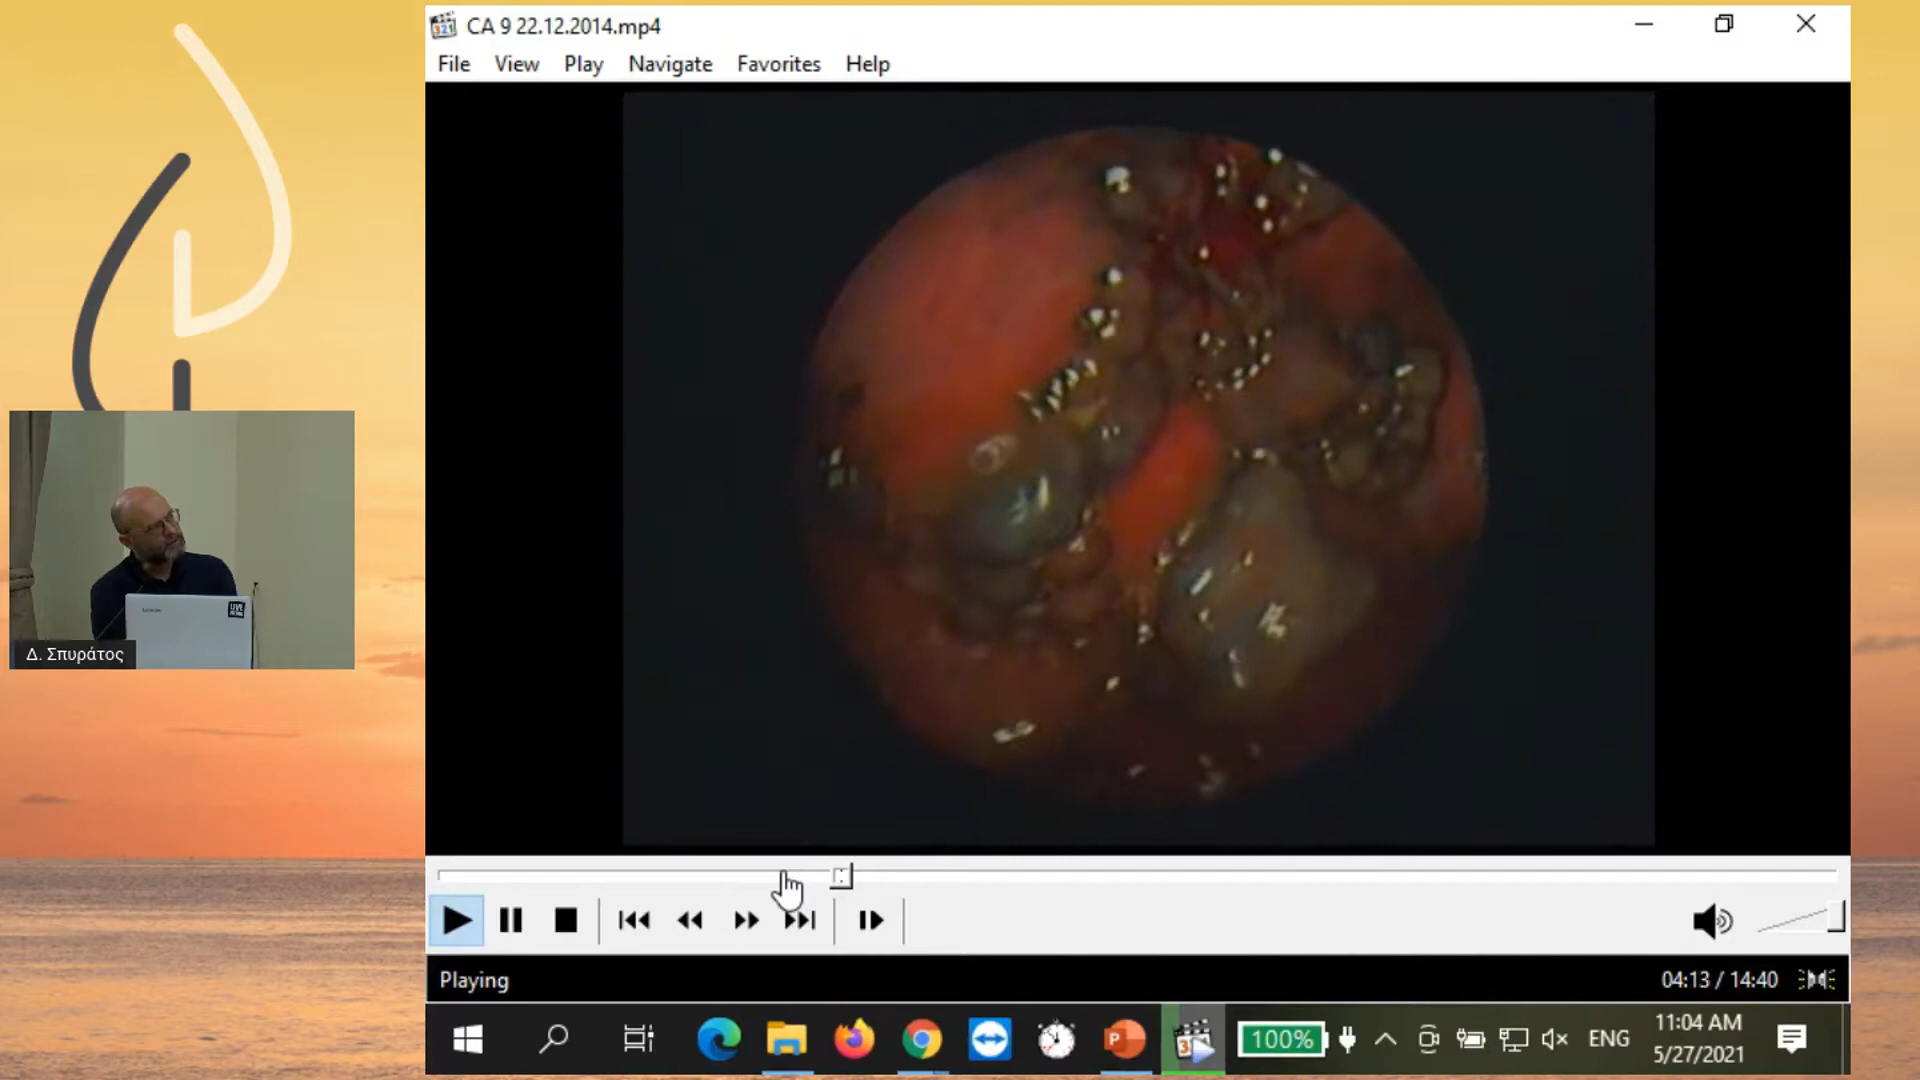 CA 9 22.12.2014.mp4
File View Play Navigate Favorites Help
Δ. Σπυράτος
Playing
04:13 / 14:40
100%
ENG
11:04 AM
5/27/2021